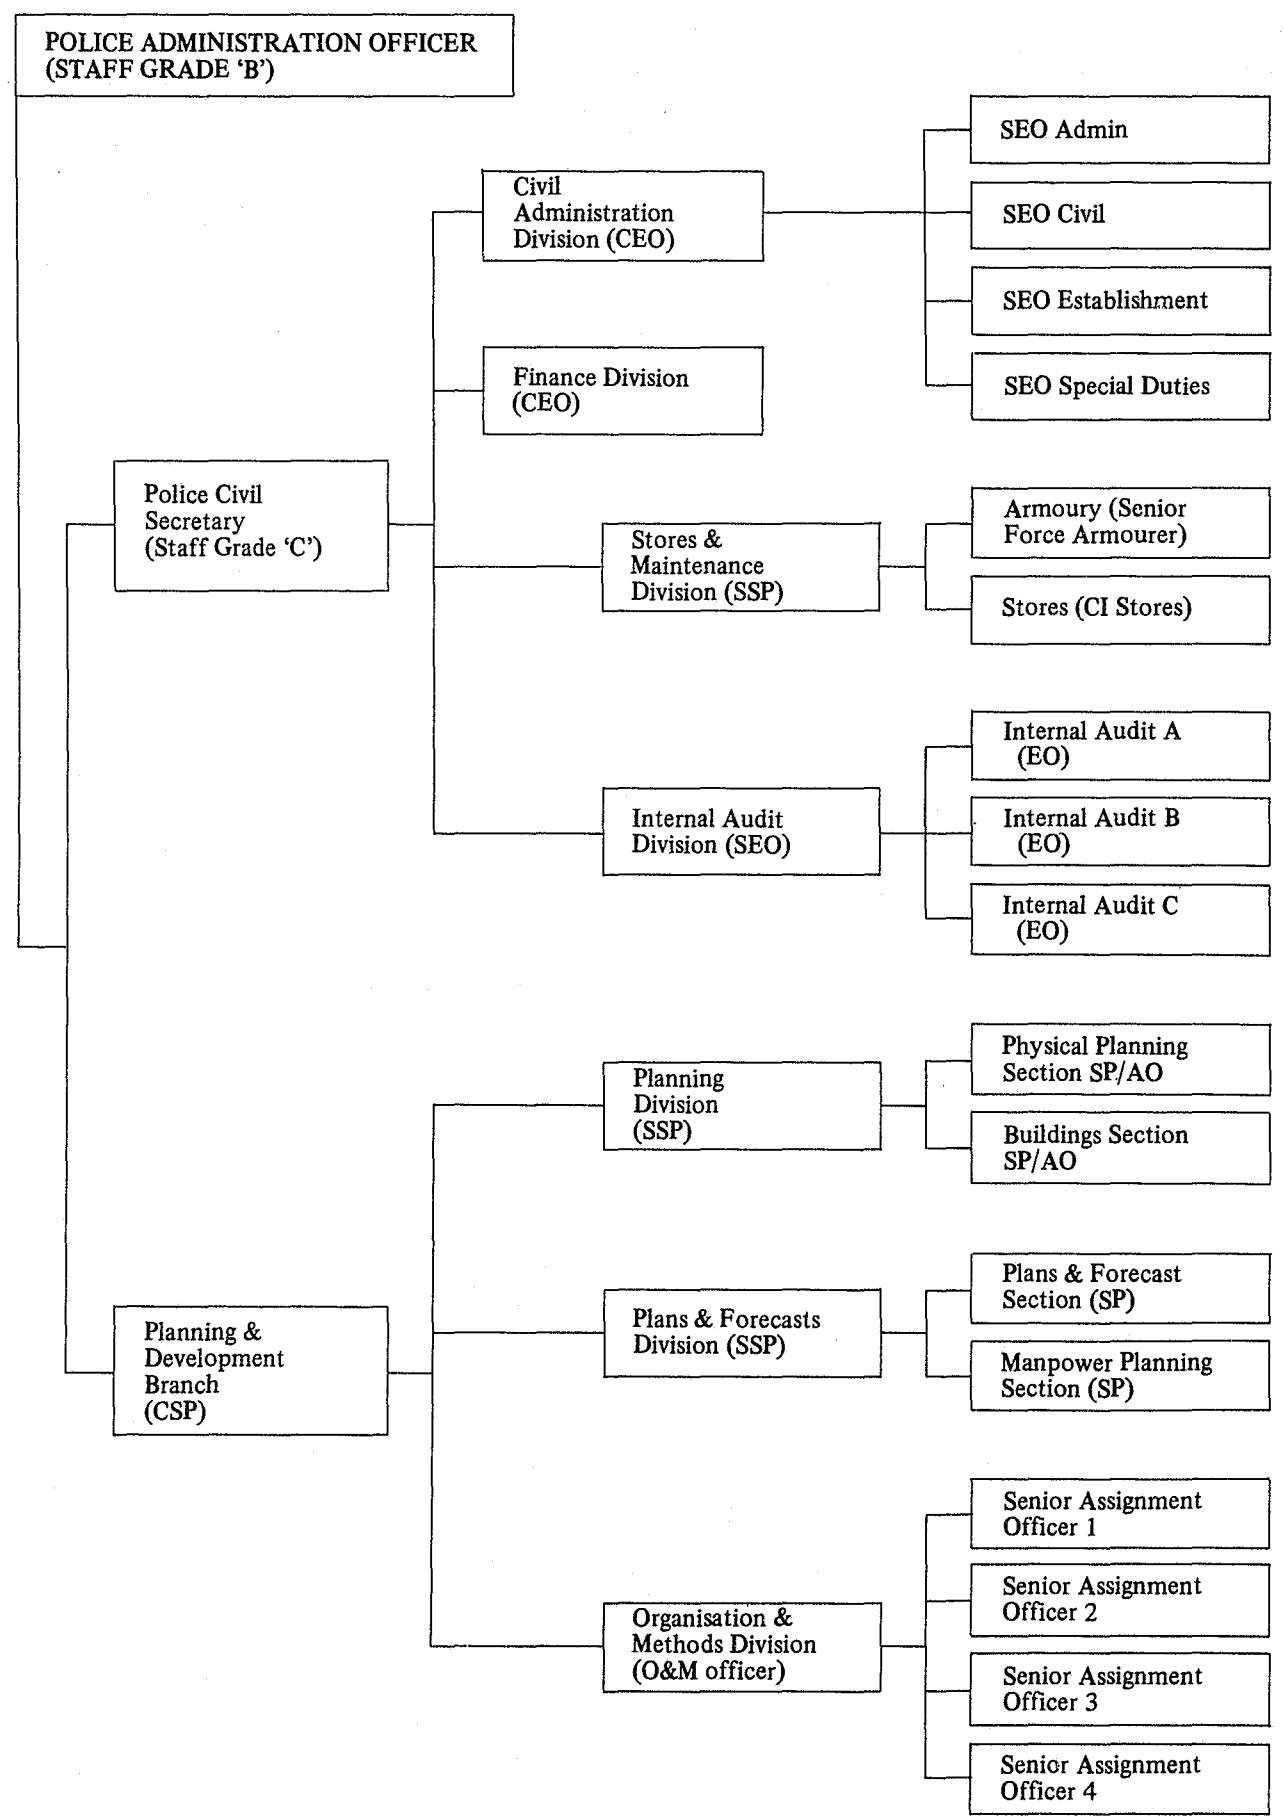 POLICE ADMINISTRATION OFFICER
(STAFF GRADE ‘B’)
Police Civil
Secretary
(Staff Grade ‘C’)
Civil
Administration
Division (CEO)
SEO Admin
SEO Civil
SEO Establishment
SEO Special Duties
Finance Division
(CEO)
Stores &
Maintenance
Division (SSP)
Armoury (Senior
Force Armourer)
Stores (CI Stores)
Internal Audit
Division (SEO)
Internal Audit A
(EO)
Internal Audit B
(EO)
Internal Audit C
(EO)
Planning &
Development
Branch
(CSP)
Planning
Division
(SSP)
Physical Planning
Section SP/AO
Buildings Section
SP/AO
Plans & Forecasts
Division (SSP)
Plans & Forecast
Section (SP)
Manpower Planning
Section (SP)
Organisation &
Methods Division
(O&M officer)
Senior Assignment
Officer 1
Senior Assignment
Officer 2
Senior Assignment
Officer 3
Senior Assignment
Officer 4